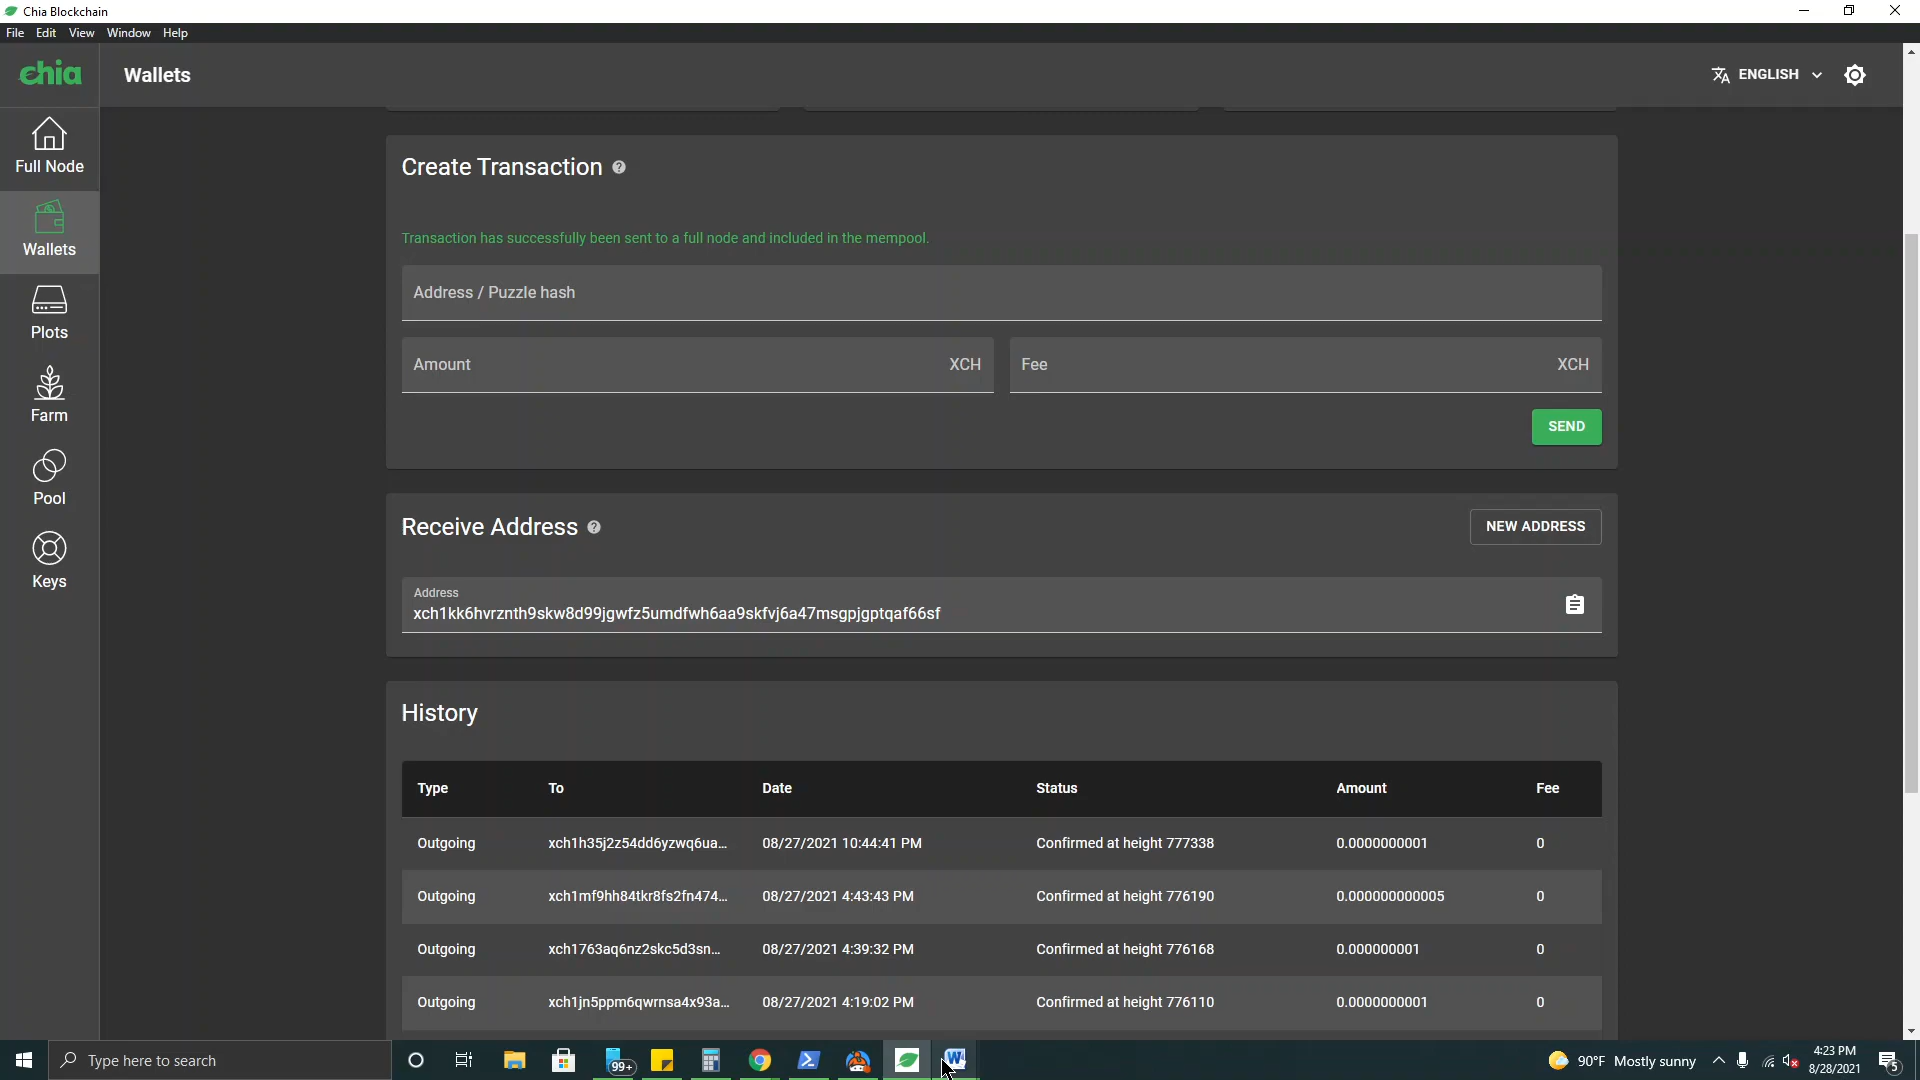 Chia Blockchain
File Edit View Window Help
chia
Wallets
ENGLISH
Full Node
Wallets
Plots
Farm
Pool
Keys
Create Transaction
Transaction has successfully been sent to a full node and included in the mempool.
Address / Puzzle hash
Amount XCH
Fee XCH
SEND
Receive Address
NEW ADDRESS
Address
xch1kk6hvrznth9skw8d99jgwfz5umdfwh6aa9skfvj6a47msgpjgptqaf66sf
History
Type To Date Status Amount Fee
Outgoing xch1h35j2z54dd6yzwq6ua... 08/27/2021 10:44:41 PM Confirmed at height 777338 0.0000000001 0
Outgoing xch1mf9hh84tkr8fs2fn474... 08/27/2021 4:43:43 PM Confirmed at height 776190 0.000000000005 0
Outgoing xch1763aq6nz2skc5d3sn... 08/27/2021 4:39:32 PM Confirmed at height 776168 0.000000001 0
Outgoing xch1jn5ppm6qwrnsa4x93a... 08/27/2021 4:19:02 PM Confirmed at height 776110 0.0000000001 0
Type here to search
99+
W
90°F Mostly sunny
4:23 PM
8/28/2021
5